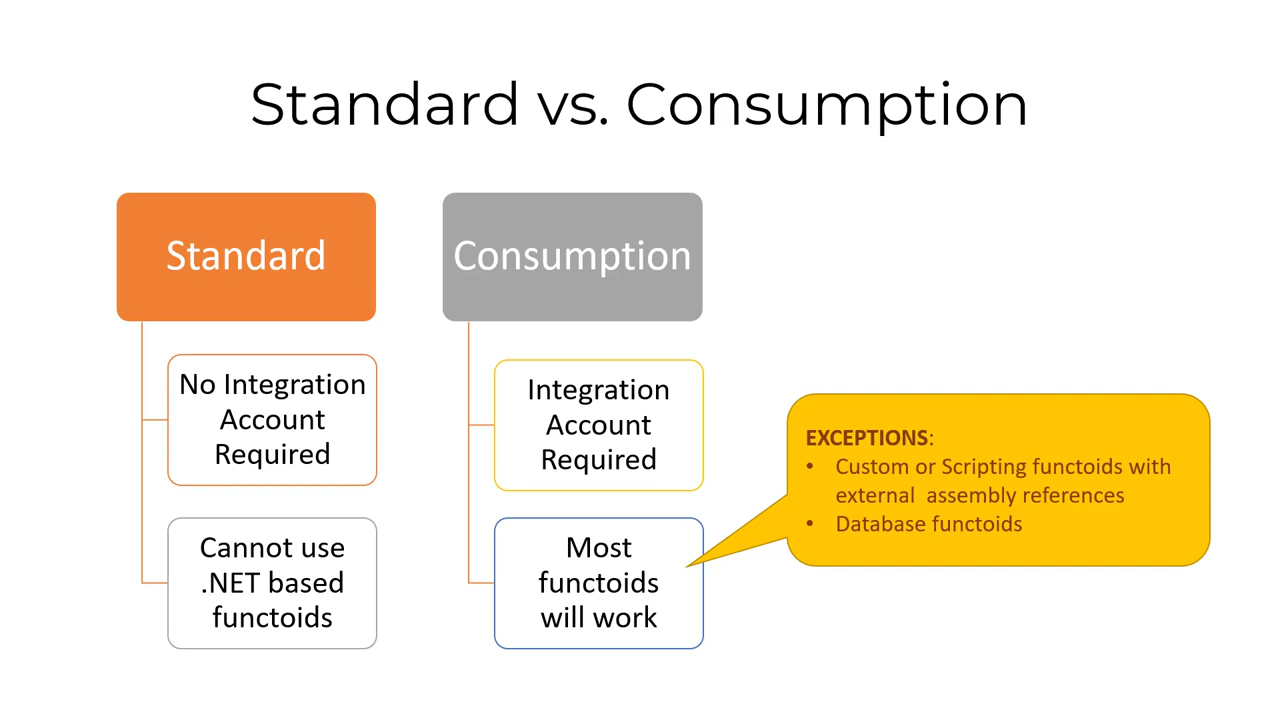 Standard vs. Consumption
Standard
No Integration
Account
Required
Cannot use
.NET based
functoids
Consumption
Integration
Account
Required
Most
functoids
will work
EXCEPTIONS:
• Custom or Scripting functoids with
external assembly references
• Database functoids